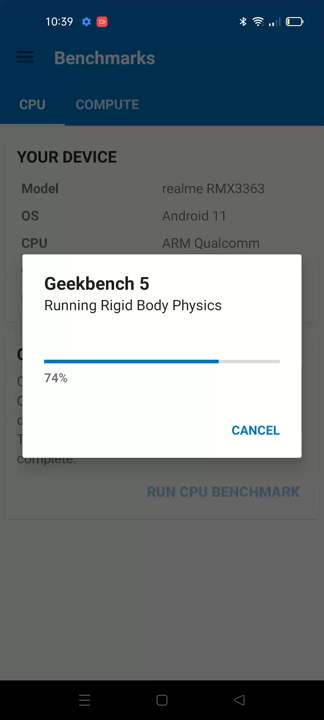 10:39
Benchmarks
CPU COMPUTE
YOUR DEVICE
Model realme RMX3363
OS Android 11
CPU ARM Qualcomm
Geekbench 5
Running Rigid Body Physics
74%
CANCEL
complete.
RUN CPU BENCHMARK